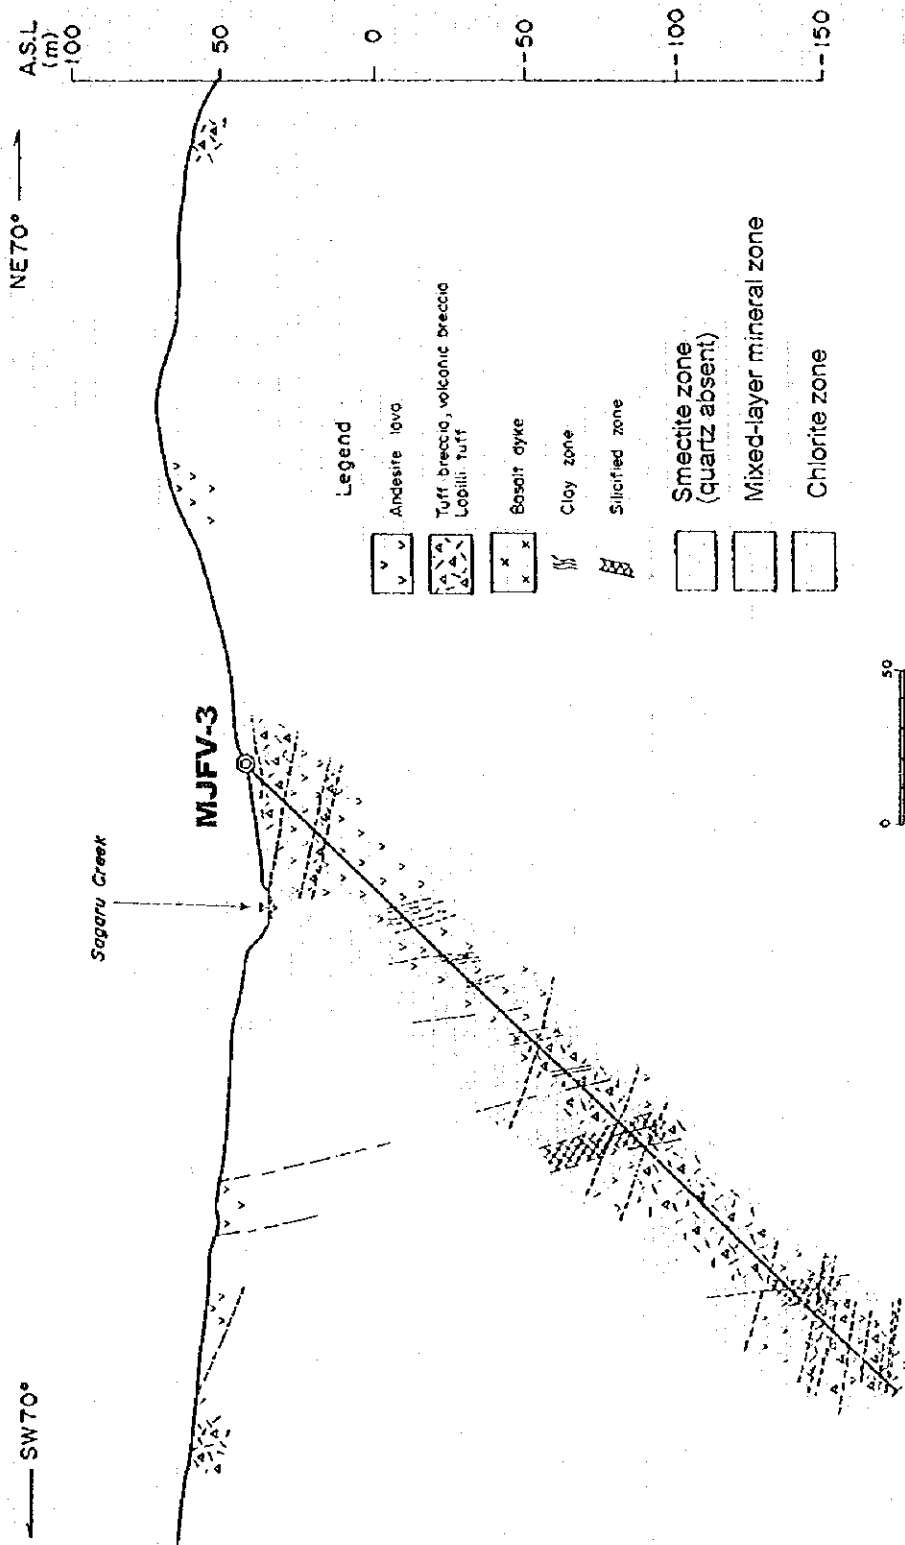 SW70°
NE70°
A.S.L.
(m)
100
50
0
-50
-100
-150
Sagaru Creek
MJFV-3
Legend
Andesite lava
Tuff breccia, volcanic breccia
Lapilli tuff
Basalt dyke
Clay zone
Silicified zone
Smectite zone
(quartz absent)
Mixed-layer mineral zone
Chlorite zone
0
50